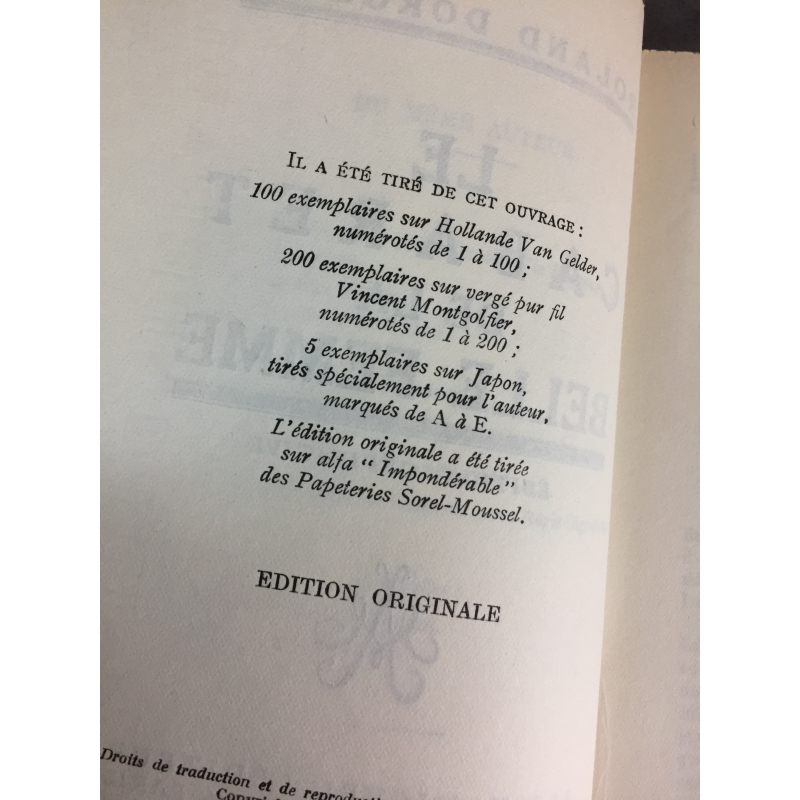 IL A ÉTÉ TIRÉ DE CET OUVRAGE :
100 exemplaires sur Hollande Van Gelder,
numérotés de 1 à 100 ;
200 exemplaires sur vergé pur fil
Vincent Montgolfier,
numérotés de 1 à 200 ;
5 exemplaires sur Japon,
tirés spécialement pour l'auteur,
marqués de A à E.
L'édition originale a été tirée
sur alfa “ Impondérable ”
des Papeteries Sorel-Moussel.
EDITION ORIGINALE
Droits de traduction et de